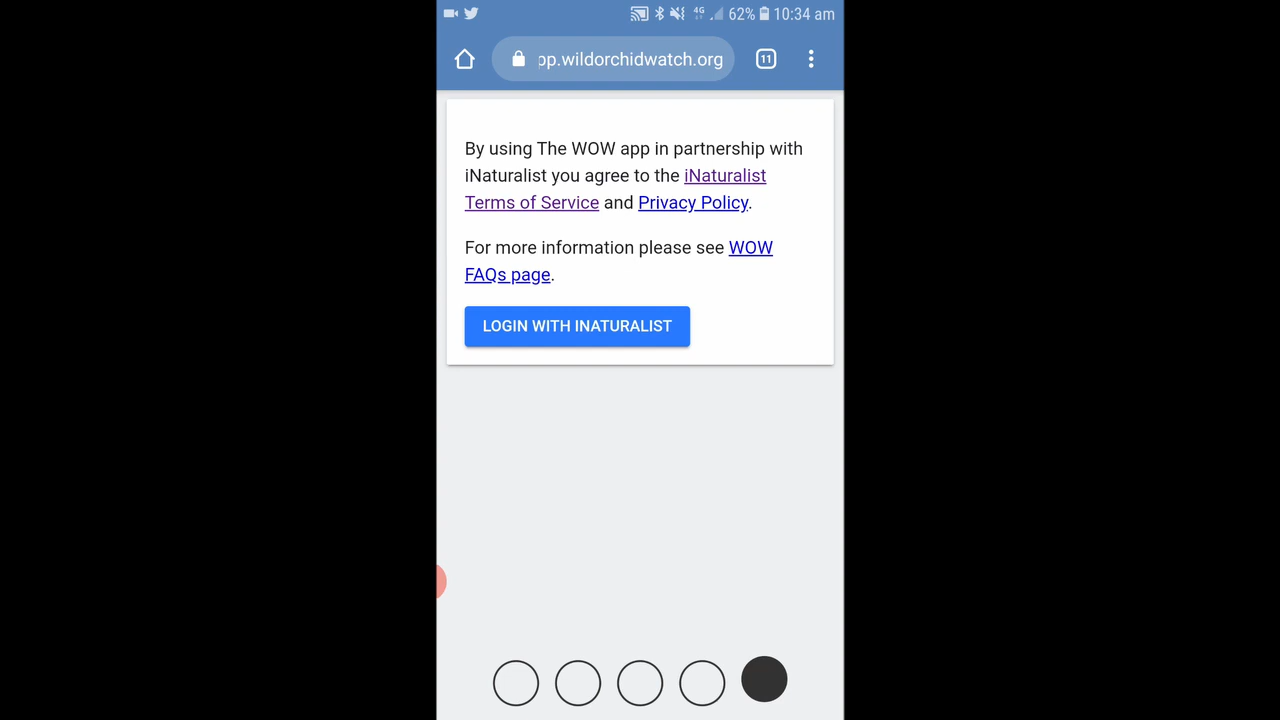 4G 62% 10:34 am
pp.wildorchidwatch.org 11
By using The WOW app in partnership with
iNaturalist you agree to the iNaturalist
Terms of Service and Privacy Policy.
For more information please see WOW
FAQs page.
LOGIN WITH INATURALIST